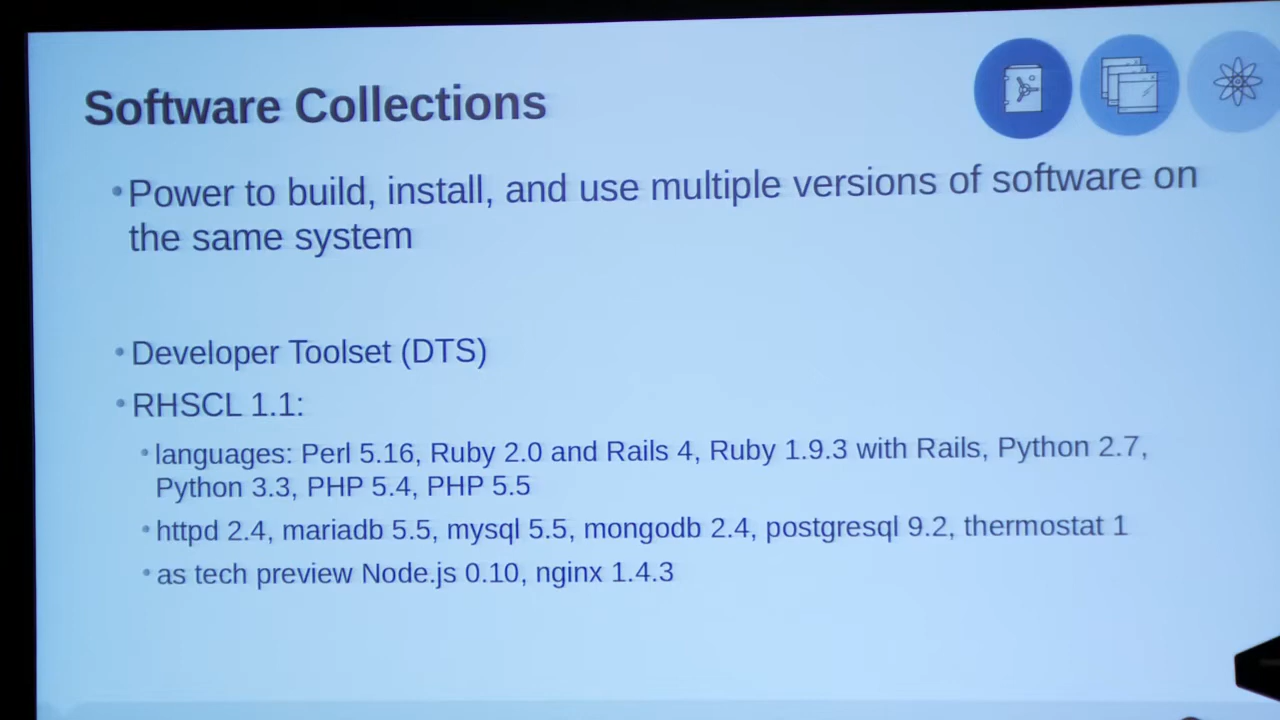 Software Collections
•Power to build, install, and use multiple versions of software on
the same system
•Developer Toolset (DTS)
•RHSCL 1.1:
•languages: Perl 5.16, Ruby 2.0 and Rails 4, Ruby 1.9.3 with Rails, Python 2.7,
Python 3.3, PHP 5.4, PHP 5.5
•httpd 2.4, mariadb 5.5, mysql 5.5, mongodb 2.4, postgresql 9.2, thermostat 1
•as tech preview Node.js 0.10, nginx 1.4.3